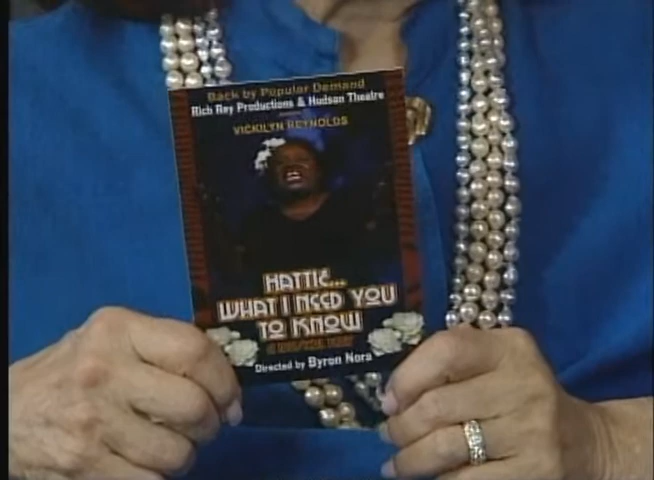 Back by Popular Demand
Rich Rey Productions & Hudson Theatre
VICKILYN REYNOLDS
HATTIE...
WHAT I NEED YOU
TO KNOW
Directed by Byron Nora